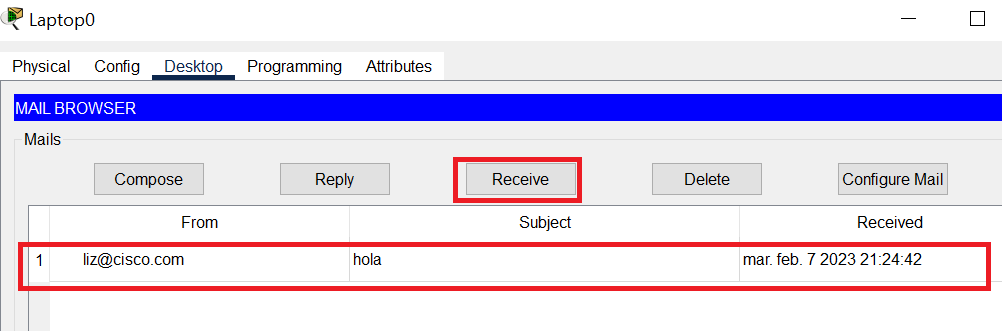 Laptop0
Physical Config Desktop Programming Attributes
MAIL BROWSER
Mails
Compose Reply Receive Delete Configure Mail
From Subject Received
1 liz@cisco.com hola mar. feb. 7 2023 21:24:42